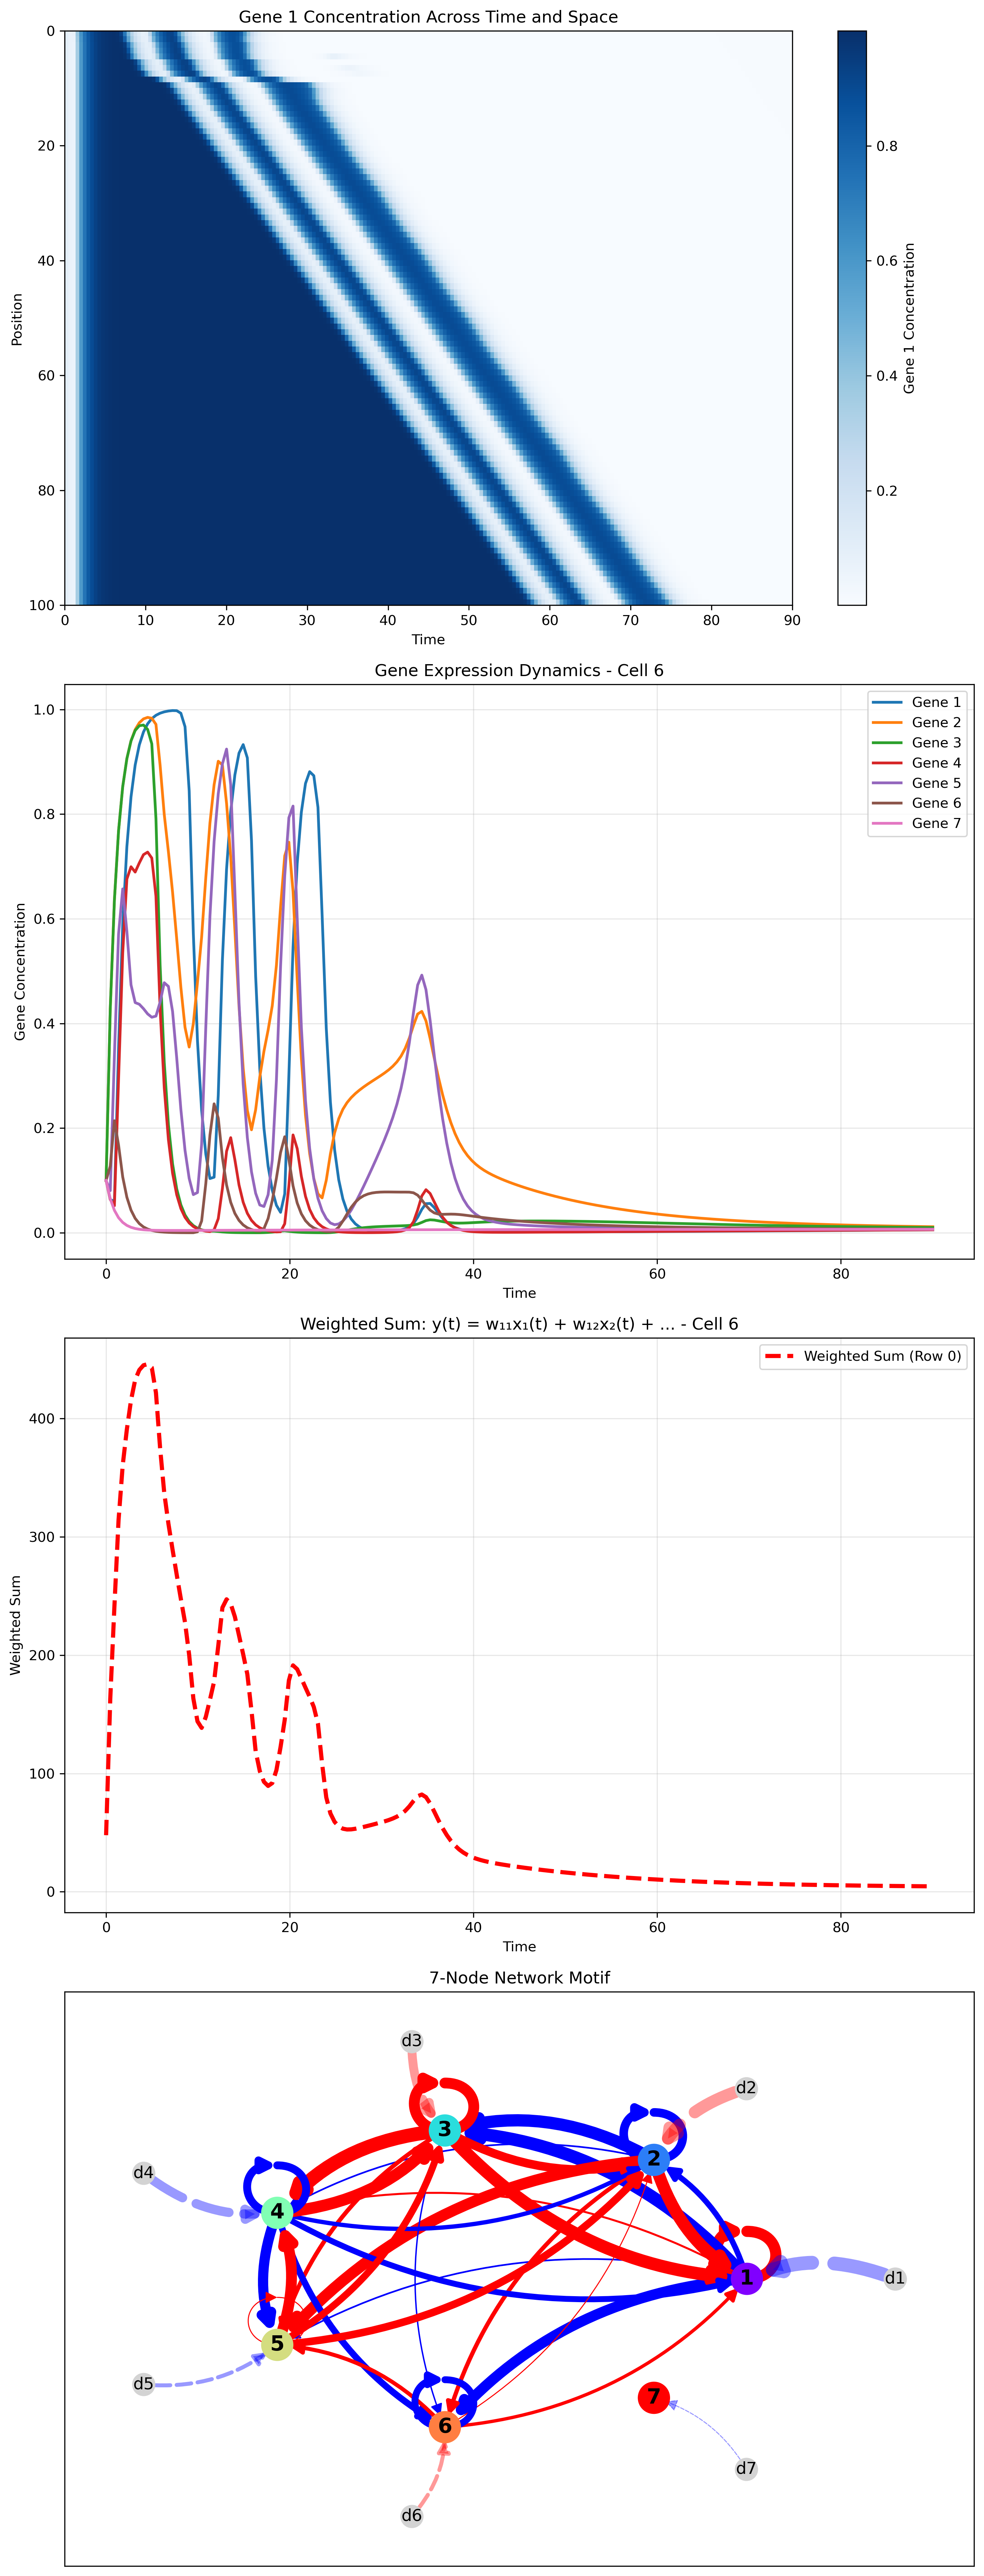 Gene 1 Concentration Across Time and Space
Position
0
20
40
60
80
100
0 10 20 30 40 50 60 70 80 90
Time
0.8
0.6
0.4
0.2
Gene 1 Concentration
Gene Expression Dynamics - Cell 6
Gene Concentration
1.0
0.8
0.6
0.4
0.2
0.0
Gene 1
Gene 2
Gene 3
Gene 4
Gene 5
Gene 6
Gene 7
0 20 40 60 80
Time
Weighted Sum: y(t) = w₁₁x₁(t) + w₁₂x₂(t) + ... - Cell 6
Weighted Sum
400
300
200
100
0
Weighted Sum (Row 0)
0 20 40 60 80
Time
7-Node Network Motif
d3
d2
3
2
d4
4
1
d1
5
d5
7
6
d7
d6